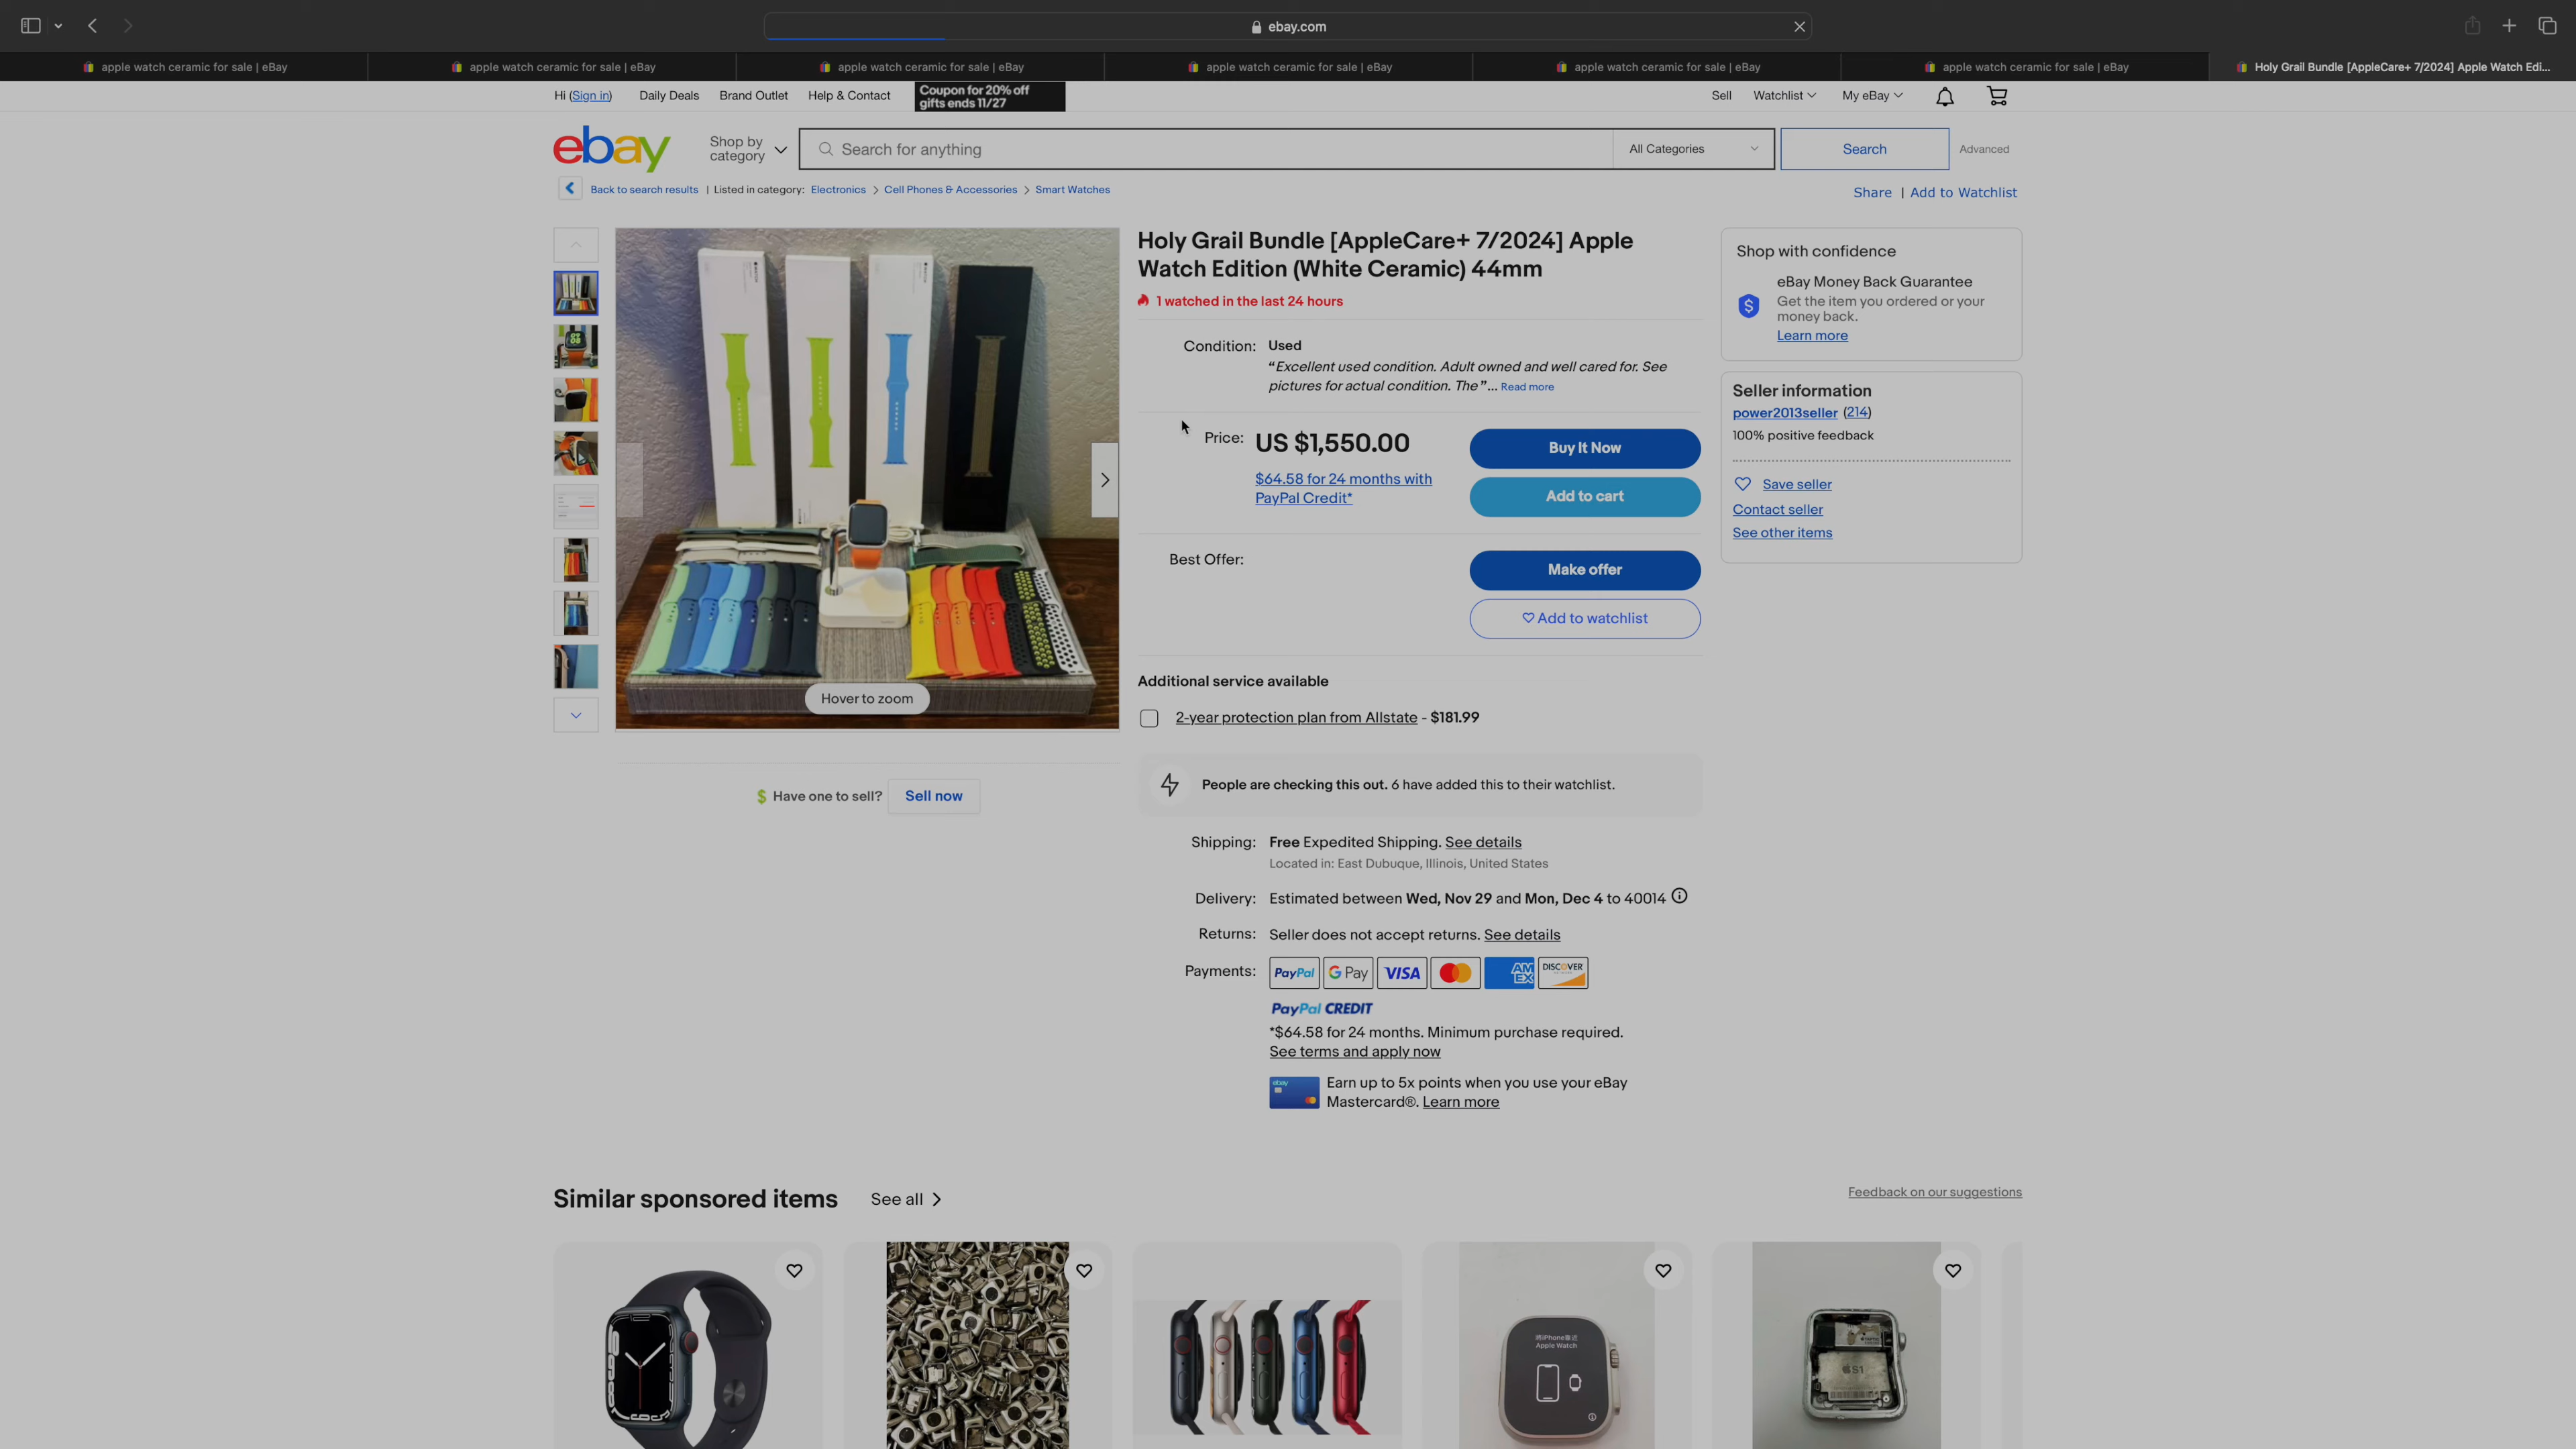 ebay.com
apple watch ceramic for sale | eBay
apple watch ceramic for sale | eBay
apple watch ceramic for sale | eBay
apple watch ceramic for sale | eBay
apple watch ceramic for sale | eBay
apple watch ceramic for sale | eBay
Holy Grail Bundle [AppleCare+ 7/2024] Apple Watch Edi...
Hi (Sign in)
Daily Deals
Brand Outlet
Help & Contact
Coupon for 20% off
gifts ends 11/27
Sell
Watchlist
My eBay
ebay
Shop by
category
Search for anything
All Categories
Search
Advanced
Back to search results | Listed in category: Electronics > Cell Phones & Accessories > Smart Watches
Share | Add to Watchlist
Holy Grail Bundle [AppleCare+ 7/2024] Apple
Watch Edition (White Ceramic) 44mm
1 watched in the last 24 hours
Condition: Used
“Excellent used condition. Adult owned and well cared for. See
pictures for actual condition. The” ... Read more
Price: US $1,550.00
$64.58 for 24 months with
PayPal Credit*
Buy It Now
Add to cart
Best Offer:
Make offer
Add to watchlist
Additional service available
2-year protection plan from Allstate - $181.99
People are checking this out. 6 have added this to their watchlist.
Shipping: Free Expedited Shipping. See details
Located in: East Dubuque, Illinois, United States
Delivery: Estimated between Wed, Nov 29 and Mon, Dec 4 to 40014
Returns: Seller does not accept returns. See details
Payments: PayPal G Pay VISA AM EX DISCOVER
PayPal CREDIT
*$64.58 for 24 months. Minimum purchase required.
See terms and apply now
ebay
Earn up to 5x points when you use your eBay
Mastercard®. Learn more
Shop with confidence
eBay Money Back Guarantee
Get the item you ordered or your
money back.
Learn more
Seller information
power2013seller (214)
100% positive feedback
Save seller
Contact seller
See other items
Hover to zoom
Have one to sell? Sell now
Similar sponsored items
See all
Feedback on our suggestions
Apple Watch
S1